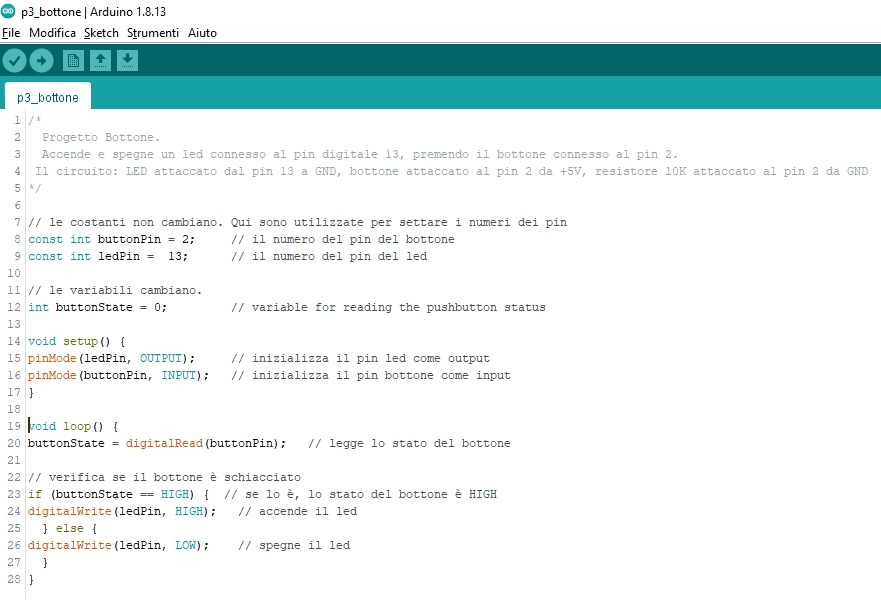 p3_bottone | Arduino 1.8.13
File Modifica Sketch Strumenti Aiuto
p3_bottone
1 /*
2   Progetto Bottone.
3   Accende e spegne un led connesso al pin digitale 13, premendo il bottone connesso al pin 2.
4  Il circuito: LED attaccato dal pin 13 a GND, bottone attaccato al pin 2 da +5V, resistore 10K attaccato al pin 2 da GND
5 */
6
7 // le costanti non cambiano. Qui sono utilizzate per settare i numeri dei pin
8 const int buttonPin = 2;     // il numero del pin del bottone
9 const int ledPin =  13;      // il numero del pin del led
10
11 // le variabili cambiano.
12 int buttonState = 0;         // variable for reading the pushbutton status
13
14 void setup() {
15 pinMode(ledPin, OUTPUT);     // inizializza il pin led come output
16 pinMode(buttonPin, INPUT);   // inizializza il pin bottone come input
17 }
18
19 void loop() {
20 buttonState = digitalRead(buttonPin);   // legge lo stato del bottone
21
22 // verifica se il bottone è schiacciato
23 if (buttonState == HIGH) {  // se lo è, lo stato del bottone è HIGH
24 digitalWrite(ledPin, HIGH);   // accende il led
25   } else {
26 digitalWrite(ledPin, LOW);    // spegne il led
27   }
28 }